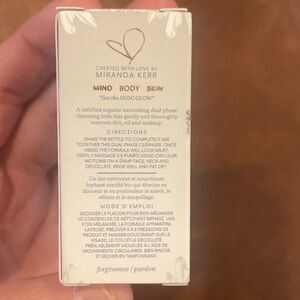 CREATED WITH LOVE BY
MIRANDA KERR
MIND BODY SKIN
"Get the NONI GLOW"
A certified organic nourishing dual phase
cleansing milk that gently and thoroughly
removes dirt, oil and makeup.
DIRECTIONS
SHAKE THE BOTTLE TO COMPLETELY MIX
TOGETHER THIS DUAL-PHASE CLEANSER. ONCE
MIXED THE FORMULA WILL LOOK MILKY.
GENTLY MASSAGE 3-5 PUMPS USING CIRCULAR
MOTIONS ON A DAMP FACE, NECK AND
DÉCOLLETÉ. RINSE WELL AND PAT DRY.
Un lait nettoyant et nourrissant
biphasé certifié bio qui élimine en
douceur et en profondeur la saleté, le
sébum et le maquillage.
MODE D'EMPLOI
SECOUER LE FLACON POUR BIEN MÉLANGER
LE CONTENU DE CE NETTOYANT BIPHASÉ. UNE
FOIS MÉLANGÉE, LA FORMULE APPARAÎTRA
LAITEUSE. PRÉLEVER 3 À 5 PRESSIONS DE
PRODUIT ET MASSER DOUCEMENT SUR LE
VISAGE, LE COU ET LE DÉCOLLETÉ
PRÉALABLEMENT MOUILLÉS À L'AIDE DE
MOUVEMENTS CIRCULAIRES. BIEN RINCER
ET SÉCHER EN TAMPONNANT.
forgiveness / pardon